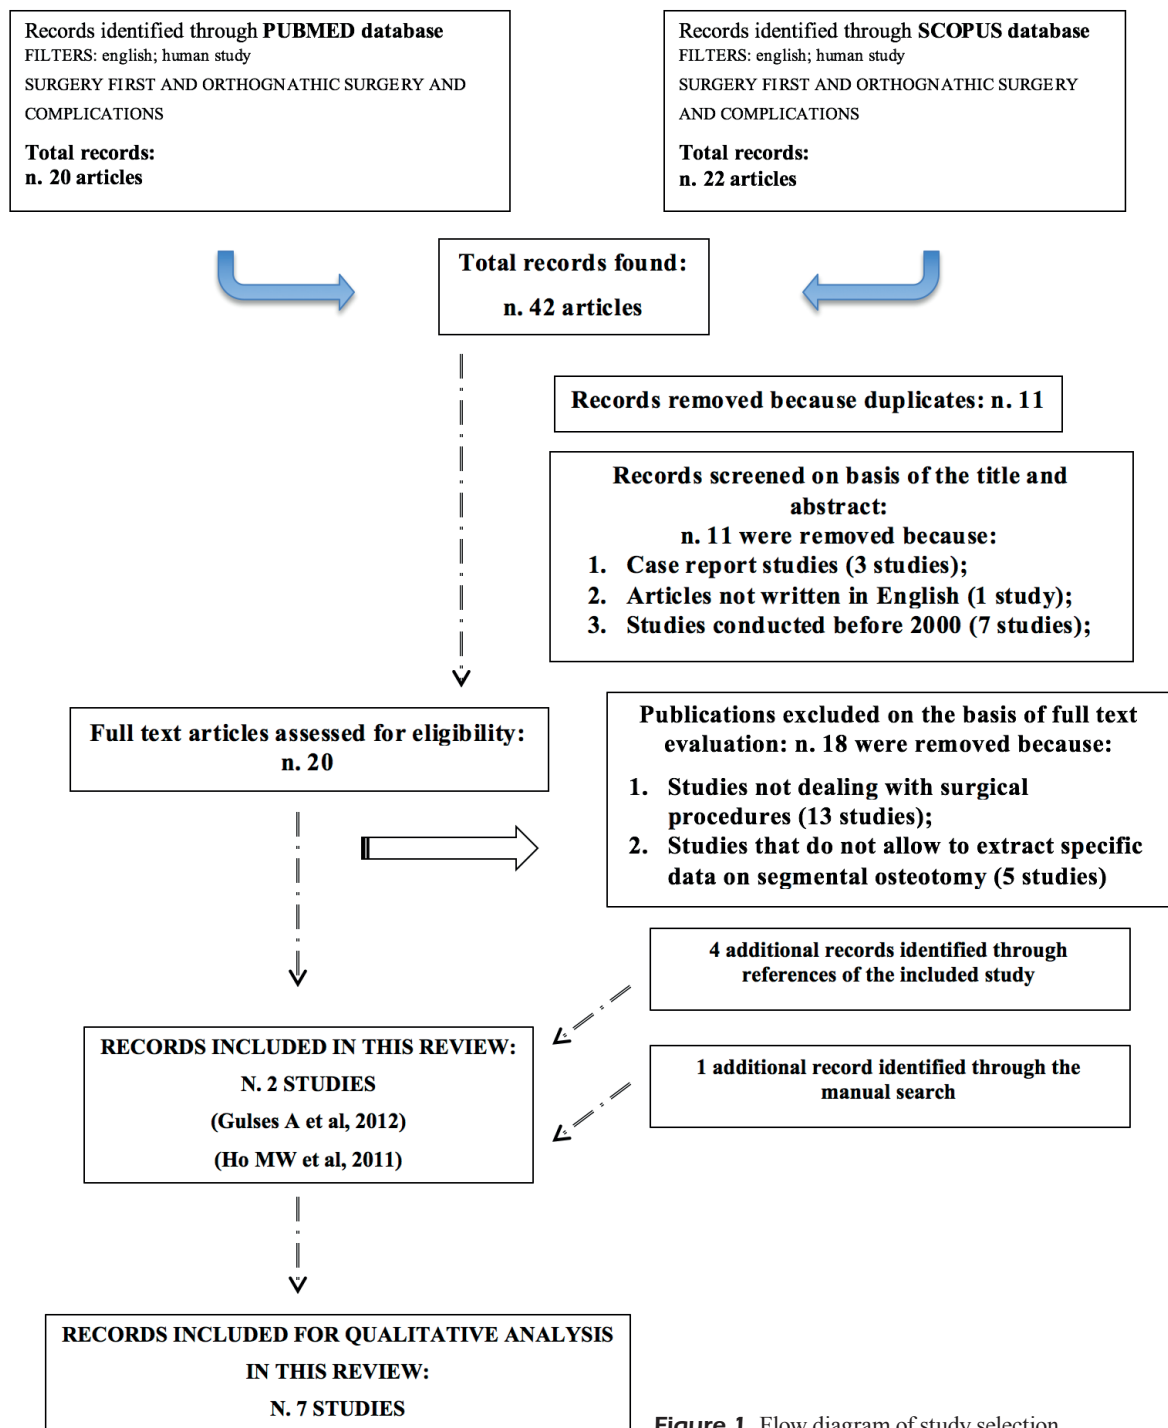 Records identified through PUBMED database
FILTERS: english; human study
SURGERY FIRST AND ORTHOGNATHIC SURGERY AND
COMPLICATIONS
Total records:
n. 20 articles
Records identified through SCOPUS database
FILTERS: english; human study
SURGERY FIRST AND ORTHOGNATHIC SURGERY
AND COMPLICATIONS
Total records:
n. 22 articles
Total records found:
n. 42 articles
Records removed because duplicates: n. 11
Records screened on basis of the title and
abstract:
n. 11 were removed because:
1. Case report studies (3 studies);
2. Articles not written in English (1 study);
3. Studies conducted before 2000 (7 studies);
Full text articles assessed for eligibility:
n. 20
Publications excluded on the basis of full text
evaluation: n. 18 were removed because:
1. Studies not dealing with surgical
procedures (13 studies);
2. Studies that do not allow to extract specific
data on segmental osteotomy (5 studies)
4 additional records identified through
references of the included study
RECORDS INCLUDED IN THIS REVIEW:
N. 2 STUDIES
(Gulses A et al, 2012)
(Ho MW et al, 2011)
1 additional record identified through the
manual search
RECORDS INCLUDED FOR QUALITATIVE ANALYSIS
IN THIS REVIEW:
N. 7 STUDIES
Figure 1 Flow diagram of study selection